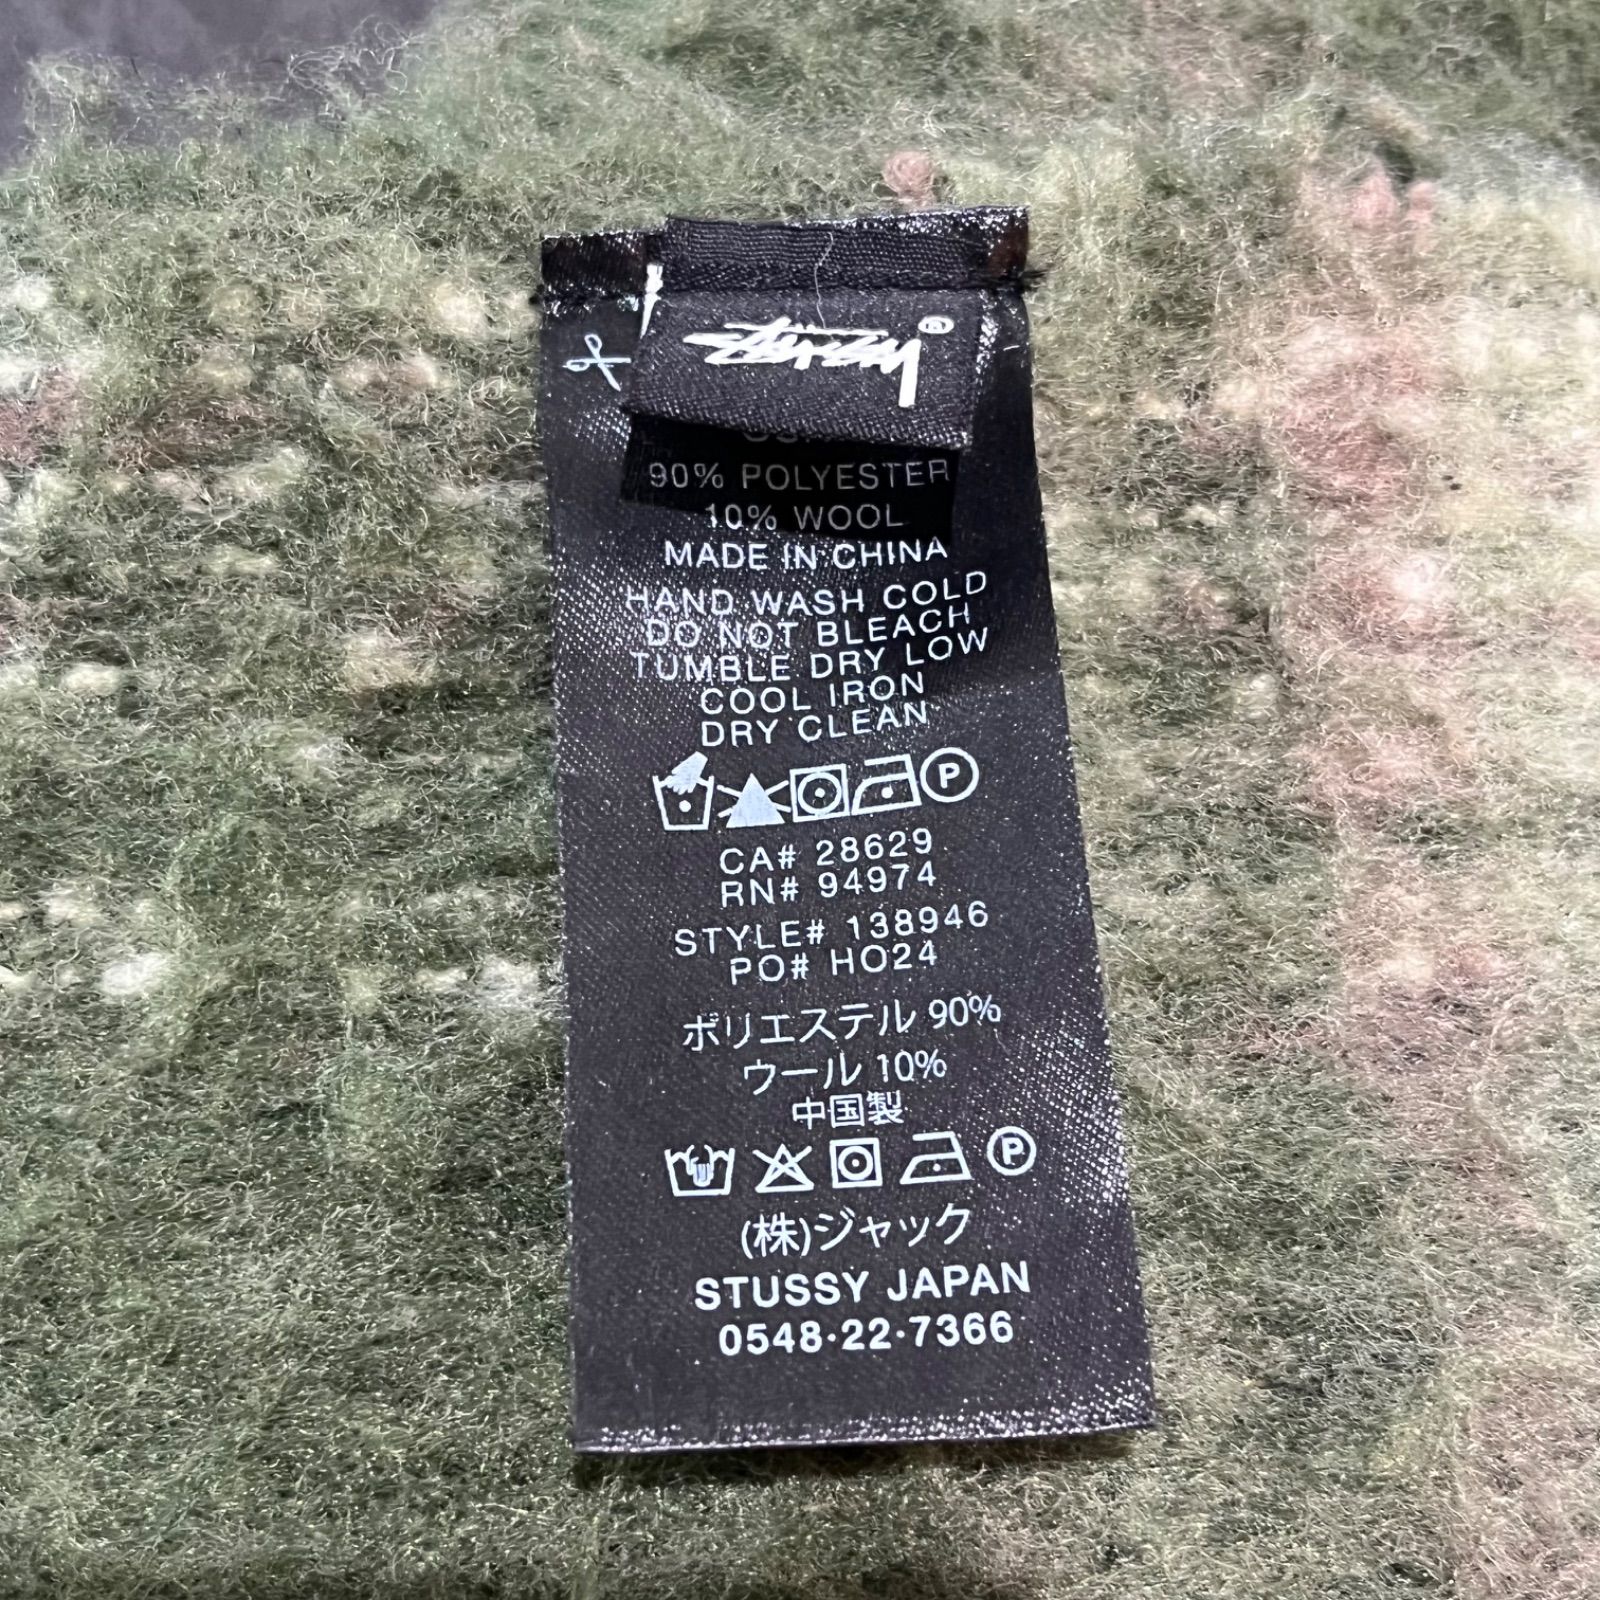 Stüssy ®
90% POLYESTER
10% WOOL
MADE IN CHINA
HAND WASH COLD
DO NOT BLEACH
TUMBLE DRY LOW
COOL IRON
DRY CLEAN
P
CA# 28629
RN# 94974
STYLE# 138946
PO# HO24
ポリエステル 90%
ウール 10%
中国製
P
(株)ジャック
STUSSY JAPAN
0548·22·7366